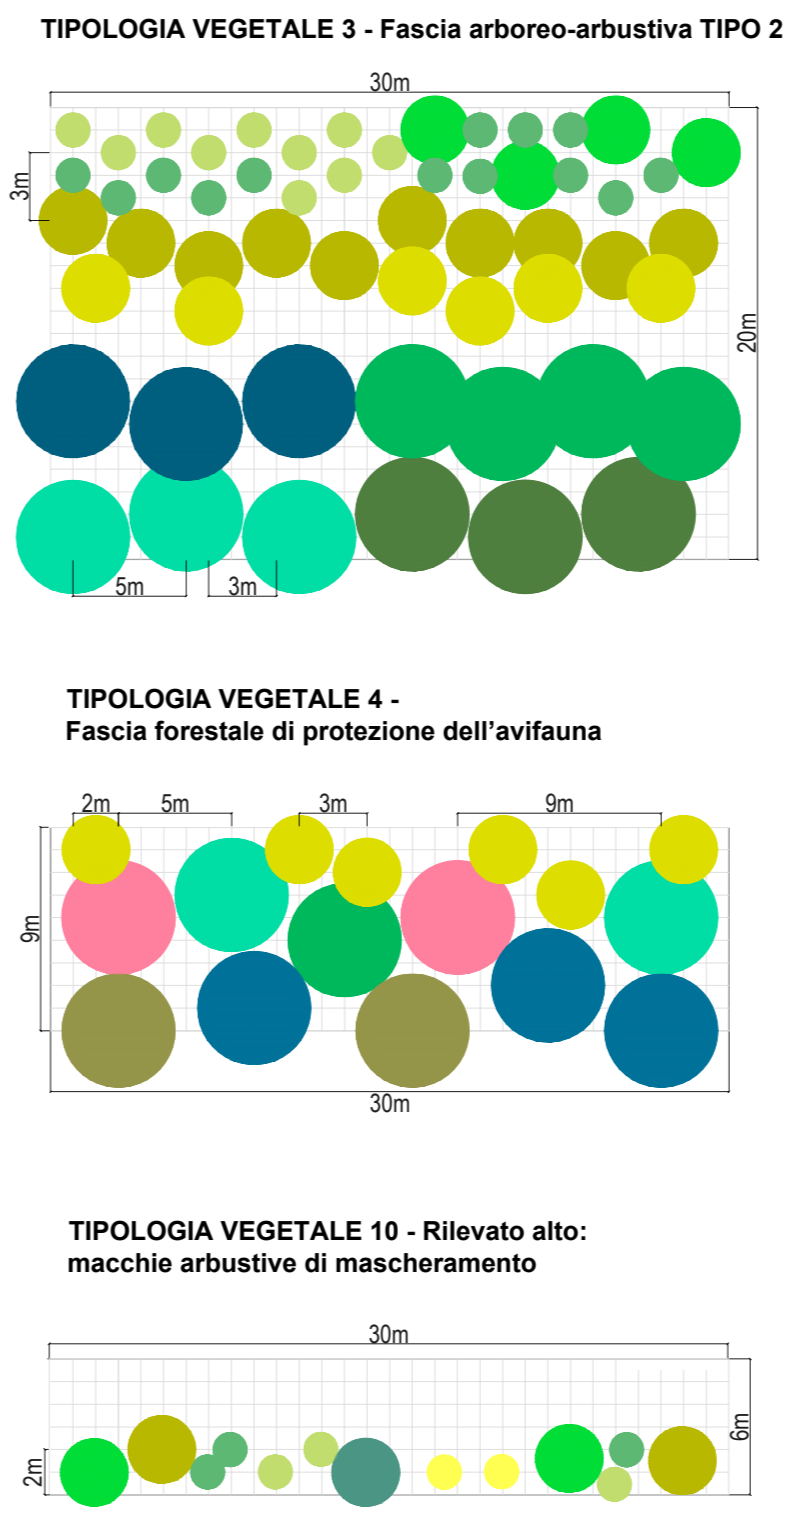 TIPOLOGIA VEGETALE 3 - Fascia arboreo-arbustiva TIPO 2
30m
3m
20m
5m
3m
TIPOLOGIA VEGETALE 4 -
Fascia forestale di protezione dell’avifauna
2m
5m
3m
9m
9m
30m
TIPOLOGIA VEGETALE 10 - Rilevato alto:
macchie arbustive di mascheramento
30m
6m
2m